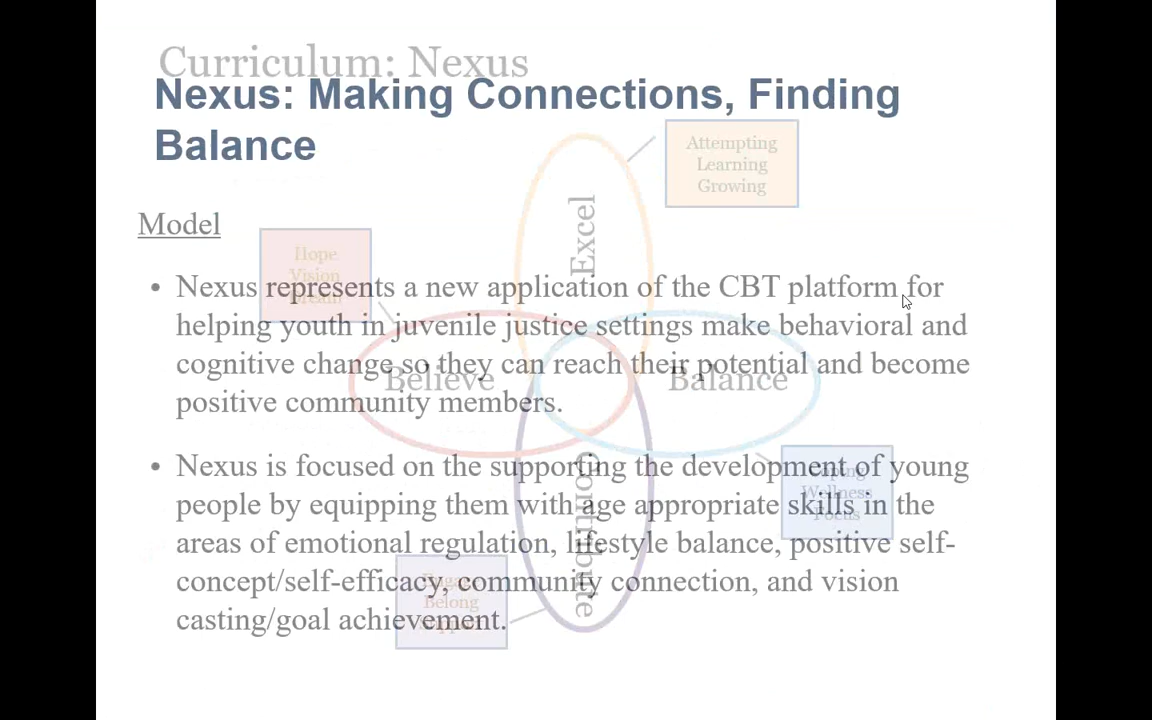 Curriculum: Nexus
Nexus: Making Connections, Finding
Balance
Attempting
Learning
Growing
Excel
Model
Hope
Vision
• Nexus represents a new application of the CBT platform for
helping youth in juvenile justice settings make behavioral and
cognitive change so they can reach their potential and become
positive community members.
Believe
Balance
• Nexus is focused on the supporting the development of young
people by equipping them with age appropriate skills in the
areas of emotional regulation, lifestyle balance, positive self-
concept/self-efficacy, community connection, and vision
casting/goal achievement.
Coping
Wellness
Focus
Contribute
Engage
Belong